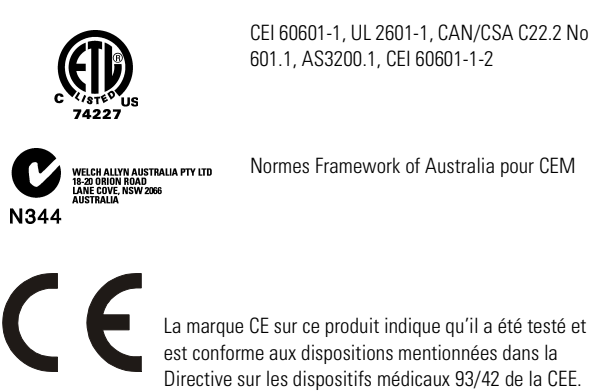 CEI 60601-1, UL 2601-1, CAN/CSA C22.2 No
601.1, AS3200.1, CEI 60601-1-2
ETL ®
C LISTED US
74227
WELCH ALLYN AUSTRALIA PTY LTD
18-20 ORION ROAD
LANE COVE, NSW 2066
AUSTRALIA
N344
Normes Framework of Australia pour CEM
CE
La marque CE sur ce produit indique qu'il a été testé et
est conforme aux dispositions mentionnées dans la
Directive sur les dispositifs médicaux 93/42 de la CEE.